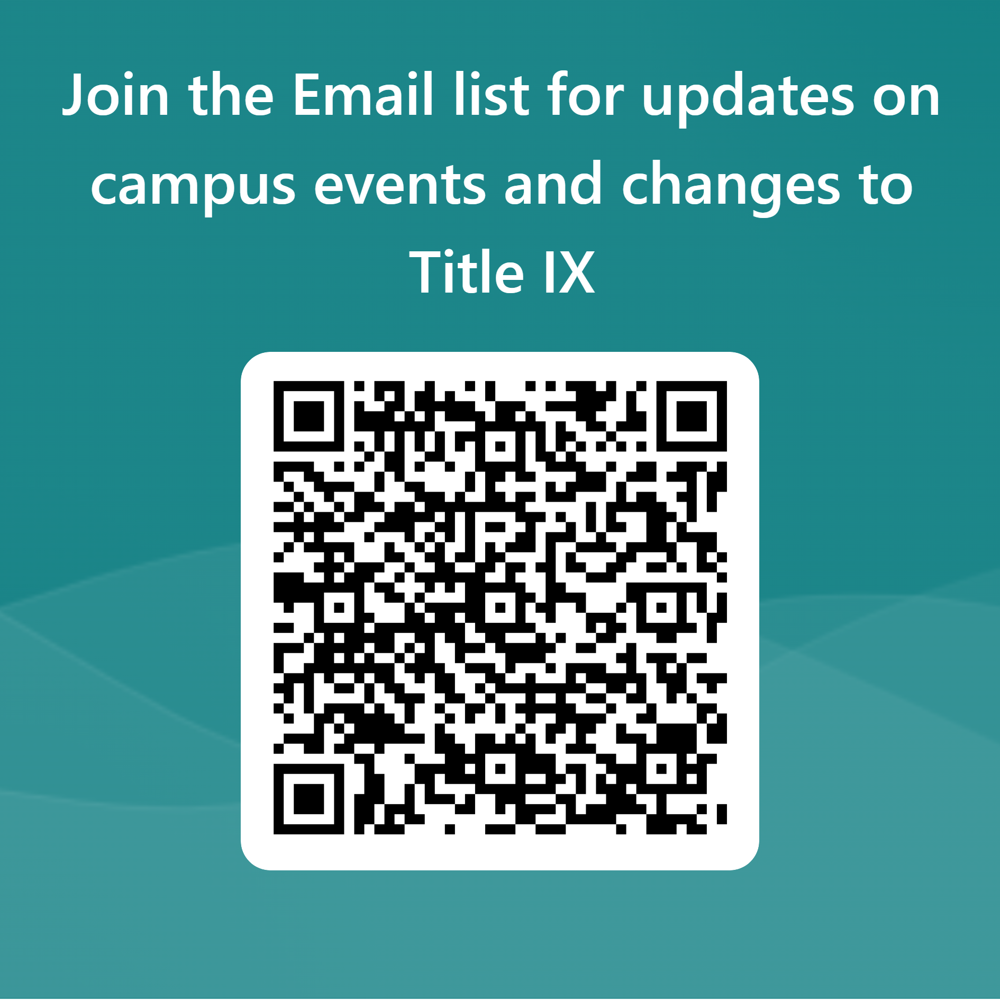 Join the Email list for updates on
campus events and changes to
Title IX